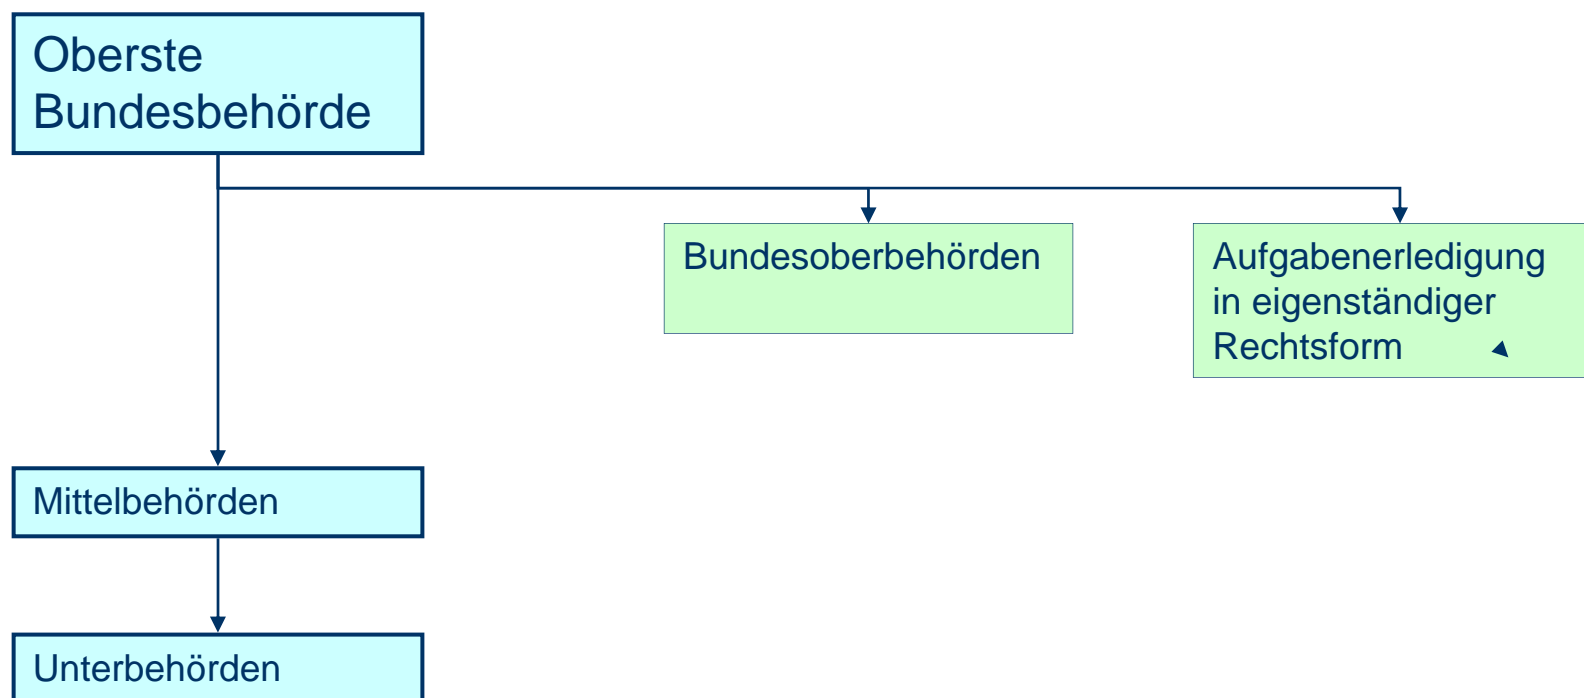 Oberste
Bundesbehörde
Bundesoberbehörden
Aufgabenerledigung
in eigenständiger
Rechtsform
Mittelbehörden
Unterbehörden